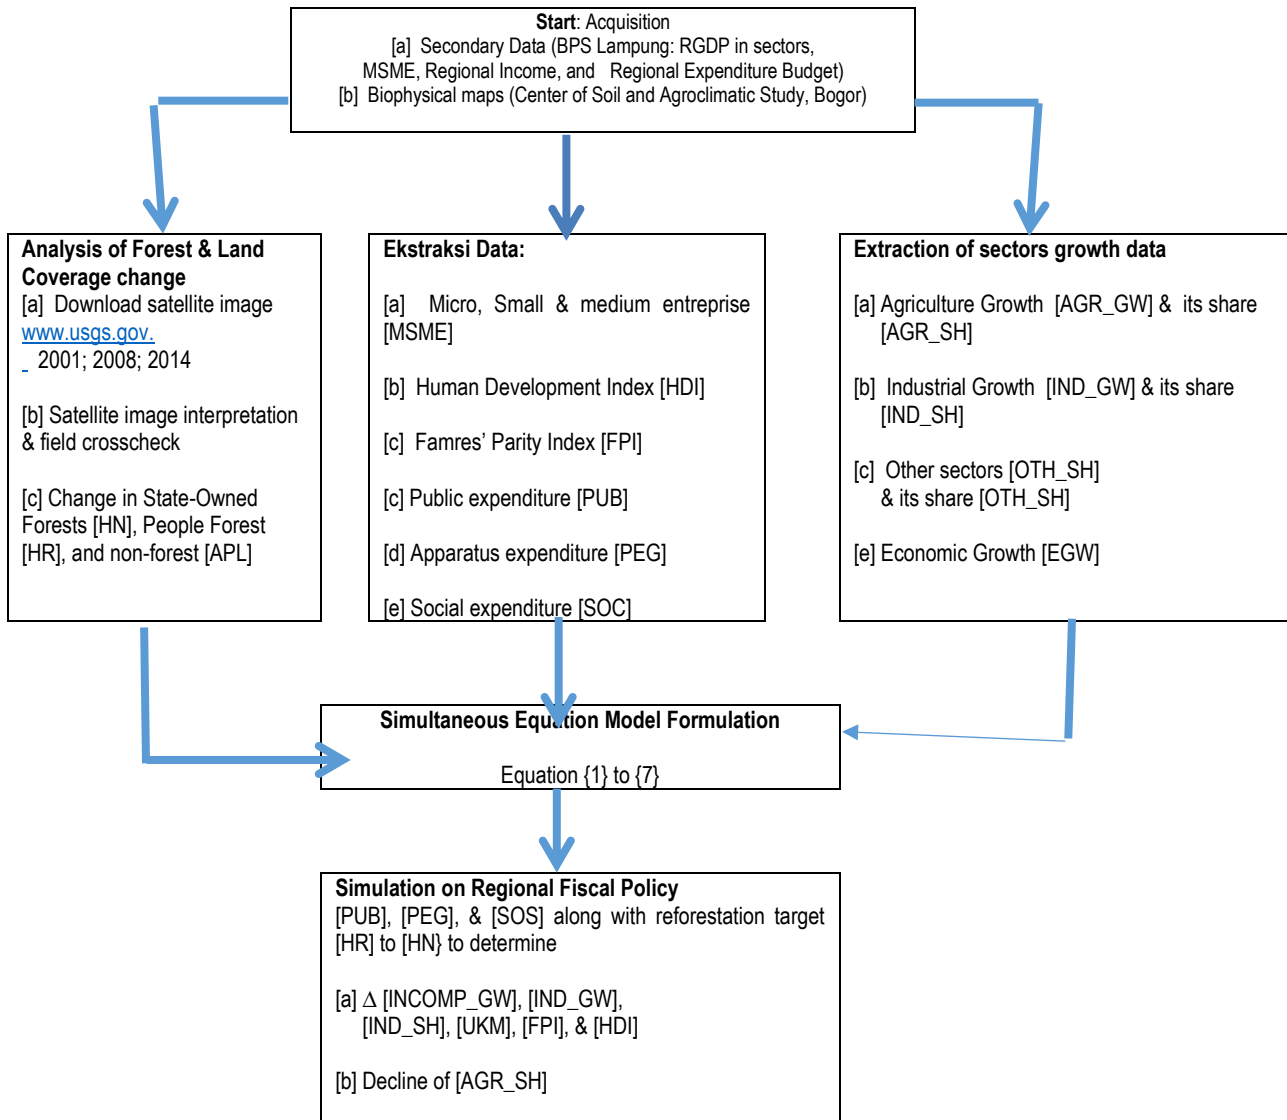 Start: Acquisition
[a] Secondary Data (BPS Lampung: RGDP in sectors,
MSME, Regional Income, and Regional Expenditure Budget)
[b] Biophysical maps (Center of Soil and Agroclimatic Study, Bogor)
Analysis of Forest & Land
Coverage change
[a] Download satellite image
www.usgs.gov.
2001; 2008; 2014
[b] Satellite image interpretation
& field crosscheck
[c] Change in State-Owned
Forests [HN], People Forest
[HR], and non-forest [APL]
Ekstraksi Data:
[a] Micro, Small & medium entreprise
[MSME]
[b] Human Development Index [HDI]
[c] Famres’ Parity Index [FPI]
[c] Public expenditure [PUB]
[d] Apparatus expenditure [PEG]
[e] Social expenditure [SOC]
Extraction of sectors growth data
[a] Agriculture Growth [AGR_GW] & its share
[AGR_SH]
[b] Industrial Growth [IND_GW] & its share
[IND_SH]
[c] Other sectors [OTH_SH]
& its share [OTH_SH]
[e] Economic Growth [EGW]
Simultaneous Equation Model Formulation
Equation {1} to {7}
Simulation on Regional Fiscal Policy
[PUB], [PEG], & [SOS] along with reforestation target
[HR] to [HN} to determine
[a] ∆ [INCOMP_GW], [IND_GW],
[IND_SH], [UKM], [FPI], & [HDI]
[b] Decline of [AGR_SH]